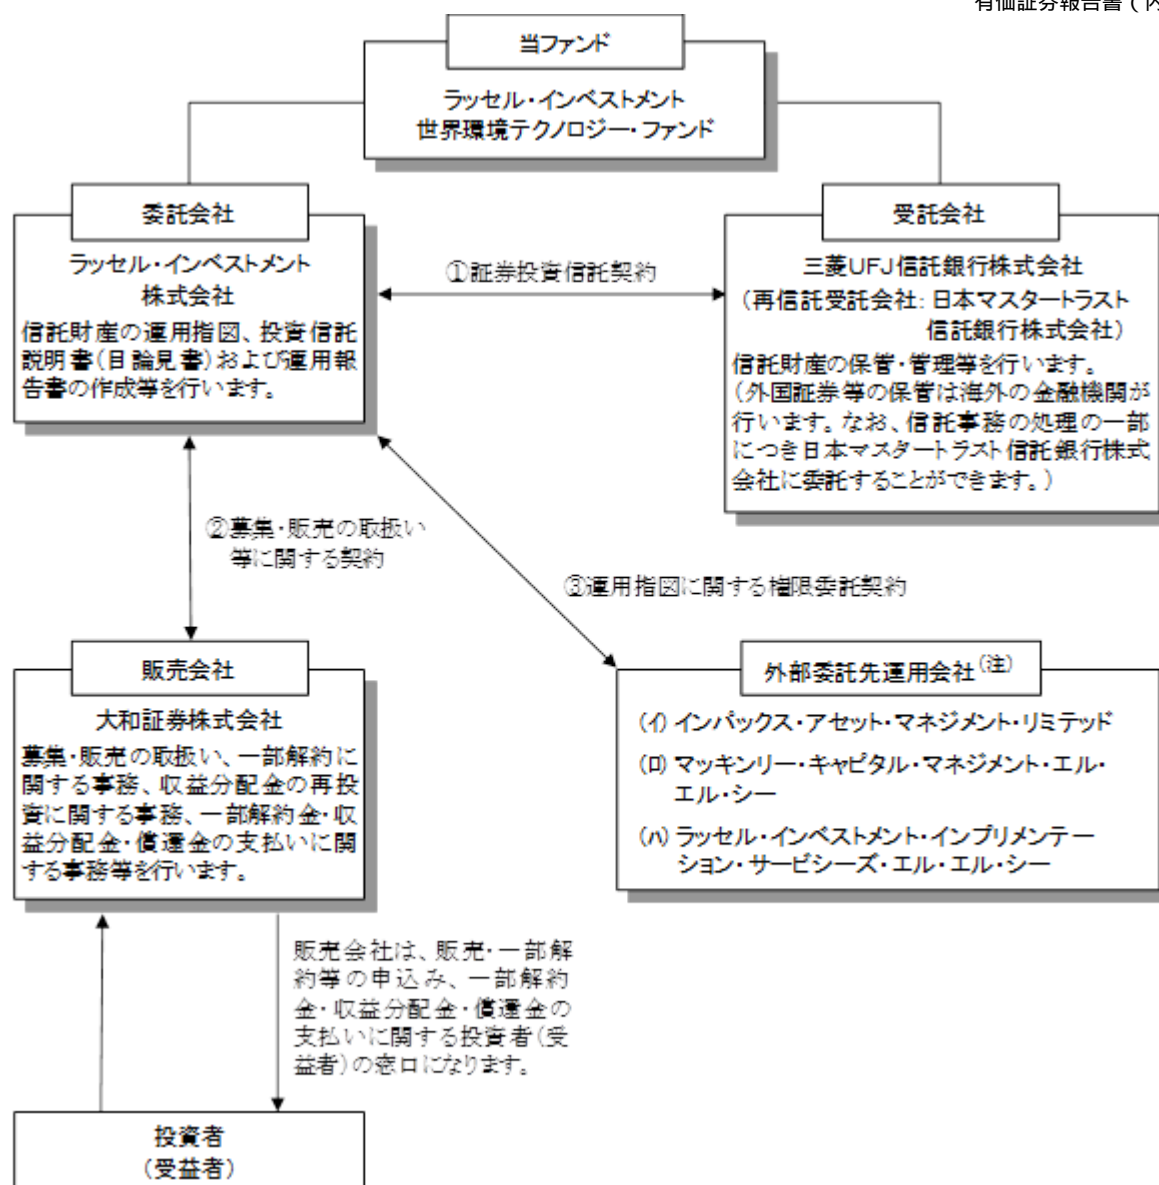 有価証券報告書(内
当ファンド
ラッセル・インベストメント
世界環境テクノロジー・ファンド
委託会社
ラッセル・インベストメント
株式会社
信託財産の運用指図、投資信託
説明書(目論見書)および運用報
告書の作成等を行います。
①証券投資信託契約
受託会社
三菱UFJ信託銀行株式会社
(再信託受託会社:日本マスタートラスト
信託銀行株式会社)
信託財産の保管・管理等を行います。
(外国証券等の保管は海外の金融機関が
行います。なお、信託事務の処理の一部
につき日本マスタートラスト信託銀行株式
会社に委託することができます。)
②募集・販売の取扱い
等に関する契約
③運用指図に関する権限委託契約
販売会社
大和証券株式会社
募集・販売の取扱い、一部解約に
関する事務、収益分配金の再投
資に関する事務、一部解約金・収
益分配金・償還金の支払いに関
する事務等を行います。
外部委託先運用会社(注)
(イ)インパックス・アセット・マネジメント・リミテッド
(ロ)マッキンリー・キャピタル・マネジメント・エル・
エル・シー
(ハ)ラッセル・インベストメント・インプリメンテー
ション・サービシーズ・エル・エル・シー
販売会社は、販売・一部解
約等の申込み、一部解約
金・収益分配金・償還金の
支払いに関する投資者(受
益者)の窓口になります。
投資者
(受益者)